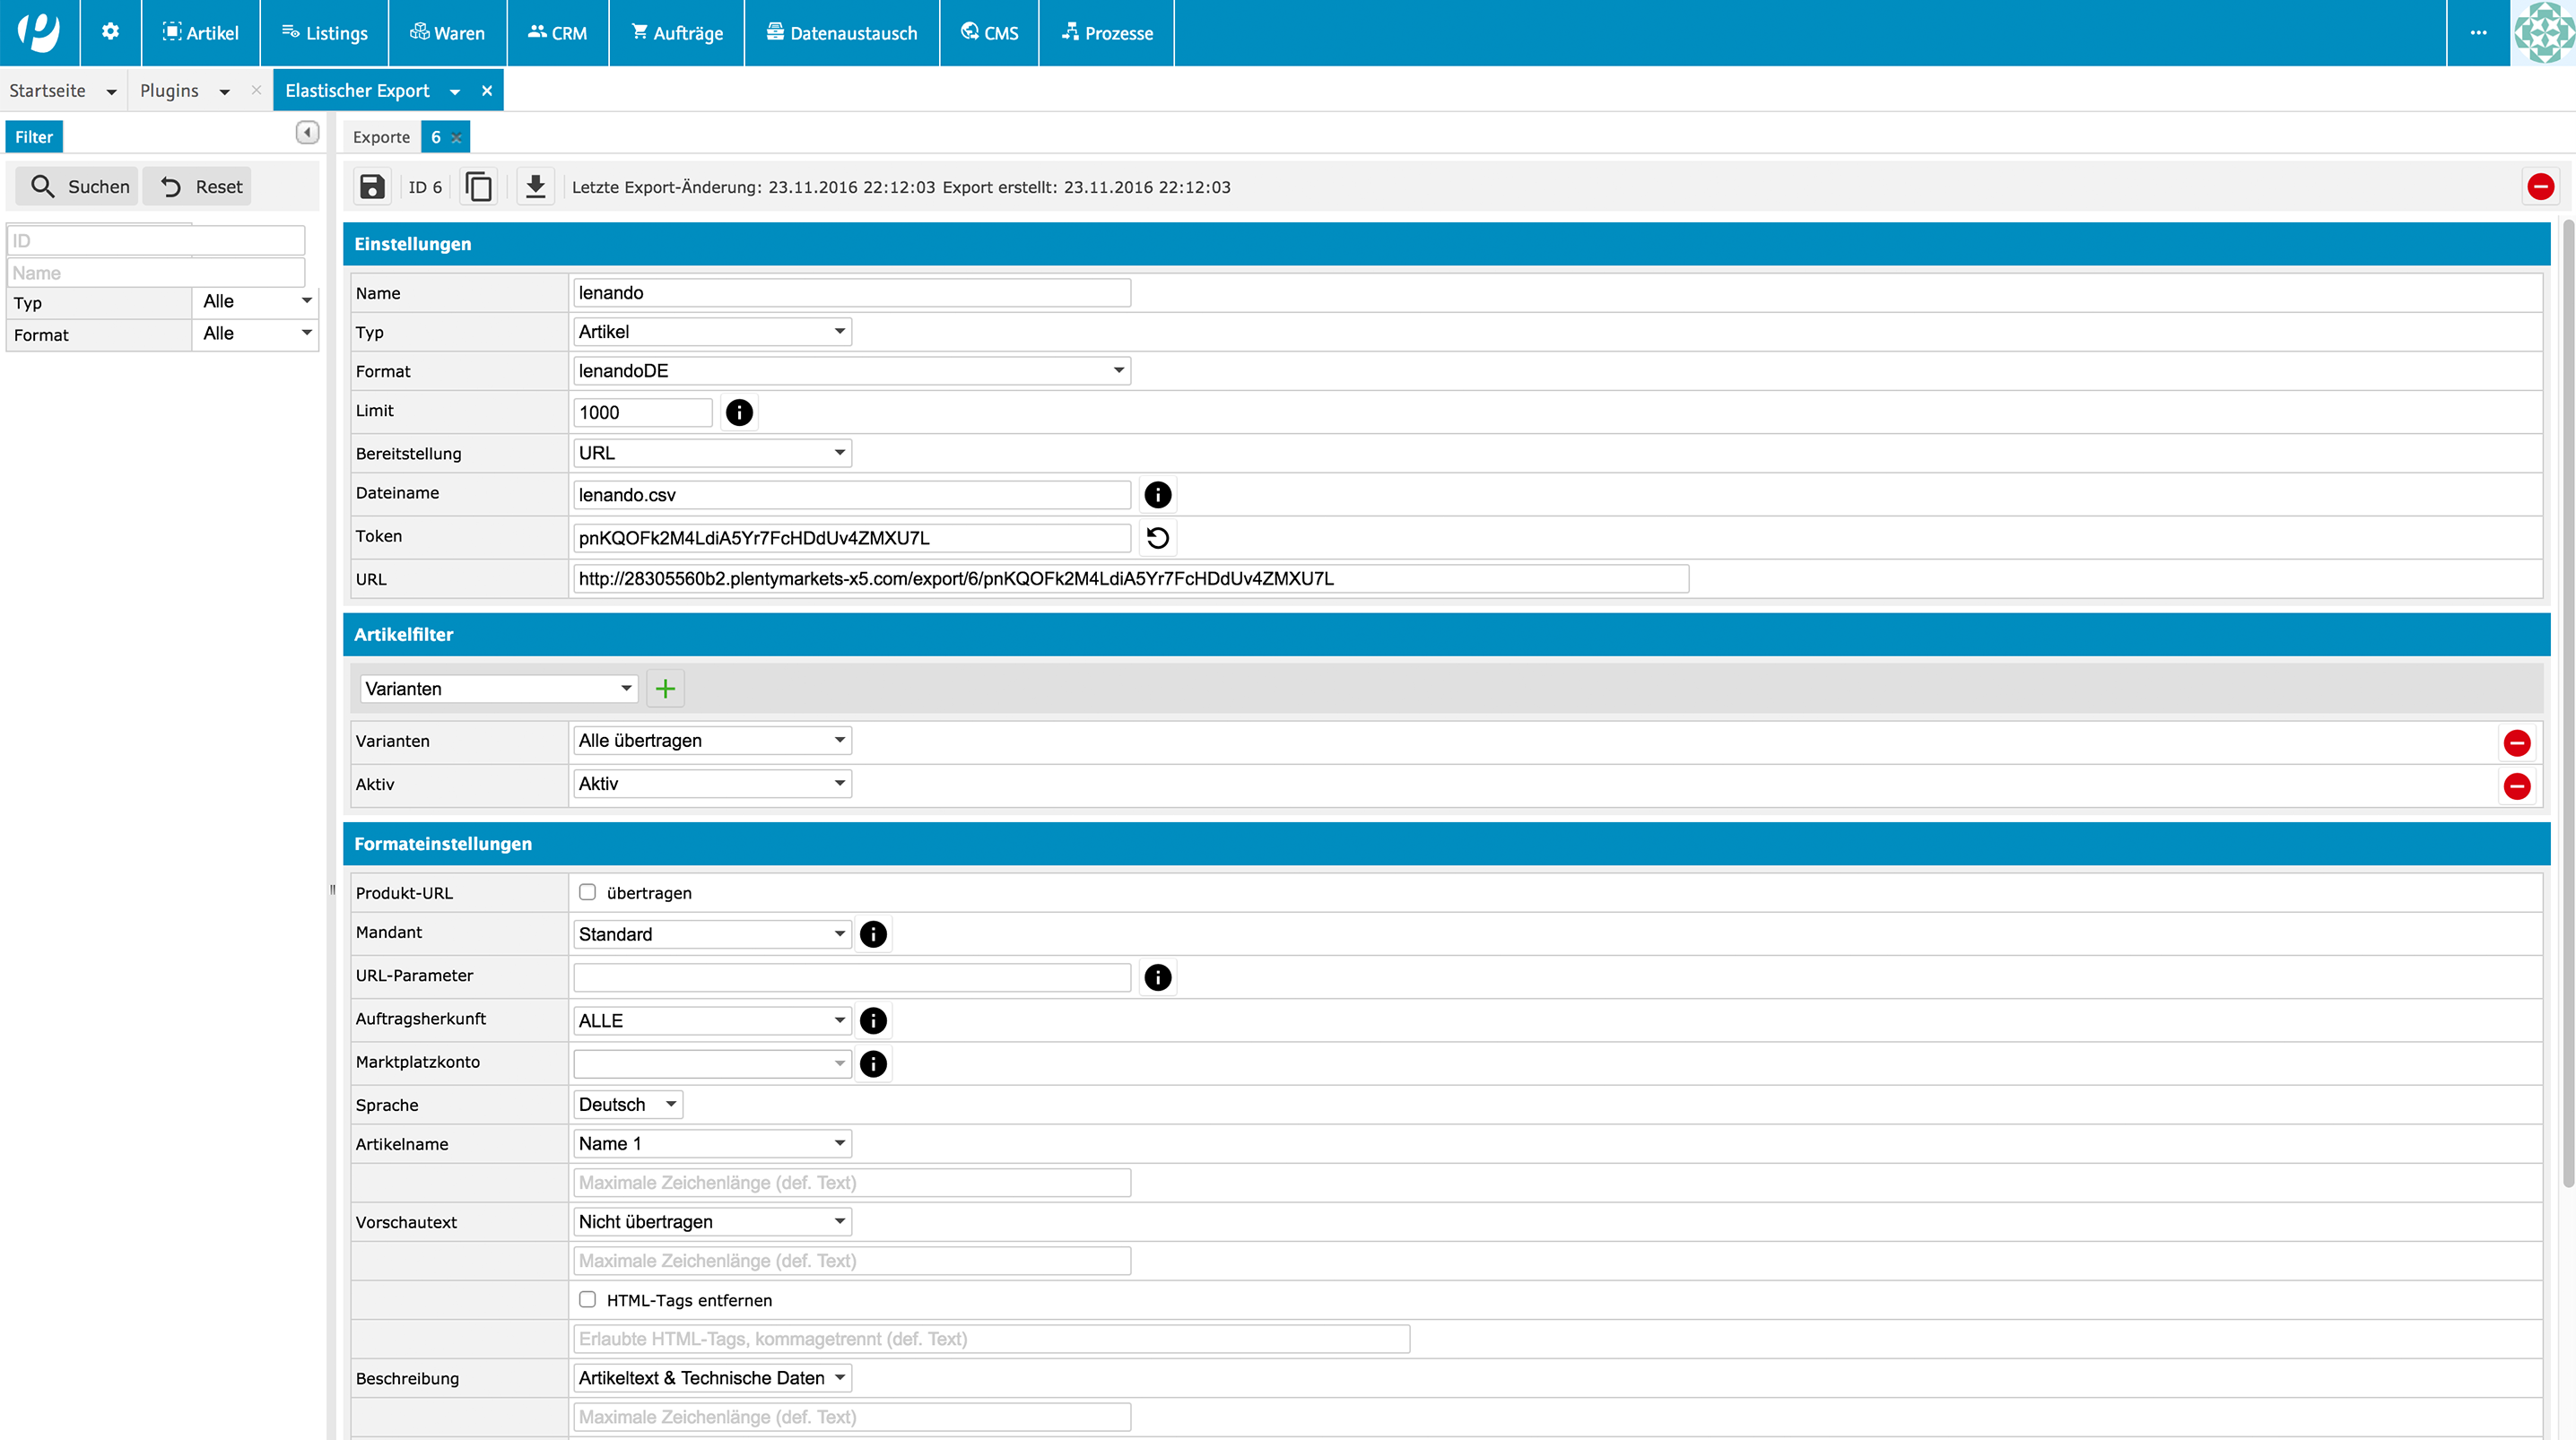 Artikel Listings Waren CRM Aufträge Datenaustausch CMS Prozesse ...
Startseite Plugins Elastischer Export
Filter
Suchen Reset
ID
Name
Typ Alle
Format Alle
Exporte 6
ID 6 Letzte Export-Änderung: 23.11.2016 22:12:03 Export erstellt: 23.11.2016 22:12:03
Einstellungen
Name lenando
Typ Artikel
Format lenandoDE
Limit 1000
Bereitstellung URL
Dateiname lenando.csv
Token pnKQOFk2M4LdiA5Yr7FcHDdUv4ZMXU7L
URL http://28305560b2.plentymarkets-x5.com/export/6/pnKQOFk2M4LdiA5Yr7FcHDdUv4ZMXU7L
Artikelfilter
Varianten
Varianten Alle übertragen
Aktiv Aktiv
Formateinstellungen
Produkt-URL übertragen
Mandant Standard
URL-Parameter
Auftragsherkunft ALLE
Marktplatzkonto
Sprache Deutsch
Artikelname Name 1
Maximale Zeichenlänge (def. Text)
Vorschautext Nicht übertragen
Maximale Zeichenlänge (def. Text)
HTML-Tags entfernen
Erlaubte HTML-Tags, kommagetrennt (def. Text)
Beschreibung Artikeltext & Technische Daten
Maximale Zeichenlänge (def. Text)